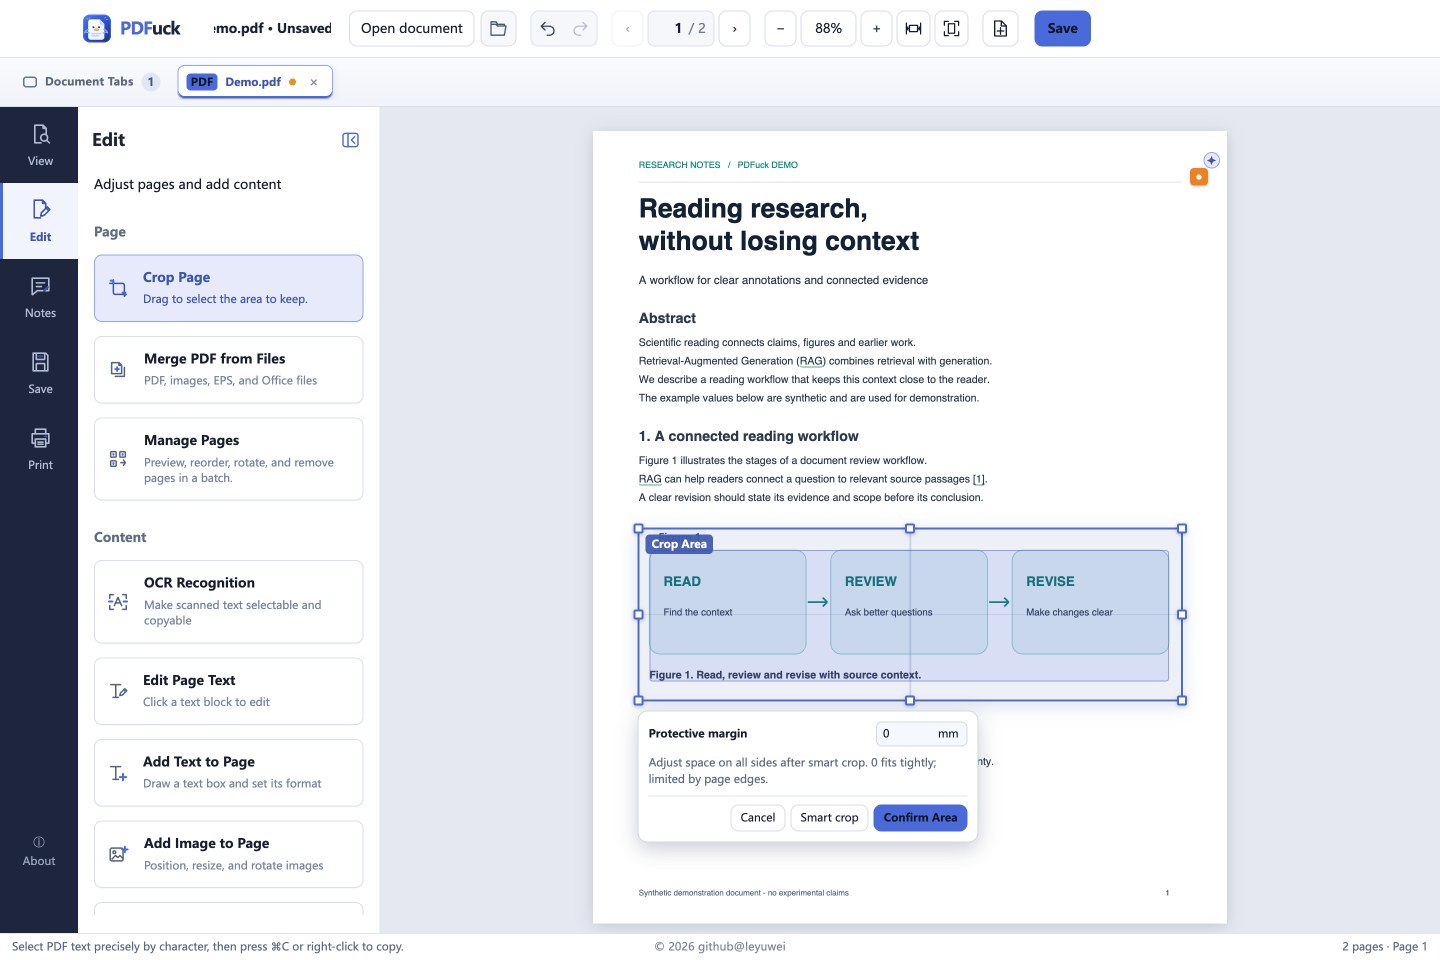 PDFuck
emo.pdf • Unsaved
Open document
1 / 2
88%
Save
Document Tabs 1
PDF Demo.pdf
View
Edit
Notes
Save
Print
About
Edit
Adjust pages and add content
Page
Crop Page
Drag to select the area to keep.
Merge PDF from Files
PDF, images, EPS, and Office files
Manage Pages
Preview, reorder, rotate, and remove
pages in a batch.
Content
OCR Recognition
Make scanned text selectable and
copyable
Edit Page Text
Click a text block to edit
Add Text to Page
Draw a text box and set its format
Add Image to Page
Position, resize, and rotate images
RESEARCH NOTES / PDFuck DEMO
Reading research,
without losing context
A workflow for clear annotations and connected evidence
Abstract
Scientific reading connects claims, figures and earlier work.
Retrieval-Augmented Generation (RAG) combines retrieval with generation.
We describe a reading workflow that keeps this context close to the reader.
The example values below are synthetic and are used for demonstration.
1. A connected reading workflow
Figure 1 illustrates the stages of a document review workflow.
RAG can help readers connect a question to relevant source passages [1].
A clear revision should state its evidence and scope before its conclusion.
Crop Area
READ
Find the context
REVIEW
Ask better questions
REVISE
Make changes clear
Figure 1. Read, review and revise with source context.
Protective margin 0 mm
Adjust space on all sides after smart crop. 0 fits tightly;
limited by page edges.
nty.
Cancel Smart crop Confirm Area
Synthetic demonstration document - no experimental claims 1
Select PDF text precisely by character, then press ⌘C or right-click to copy.
© 2026 github@leyuwei
2 pages · Page 1